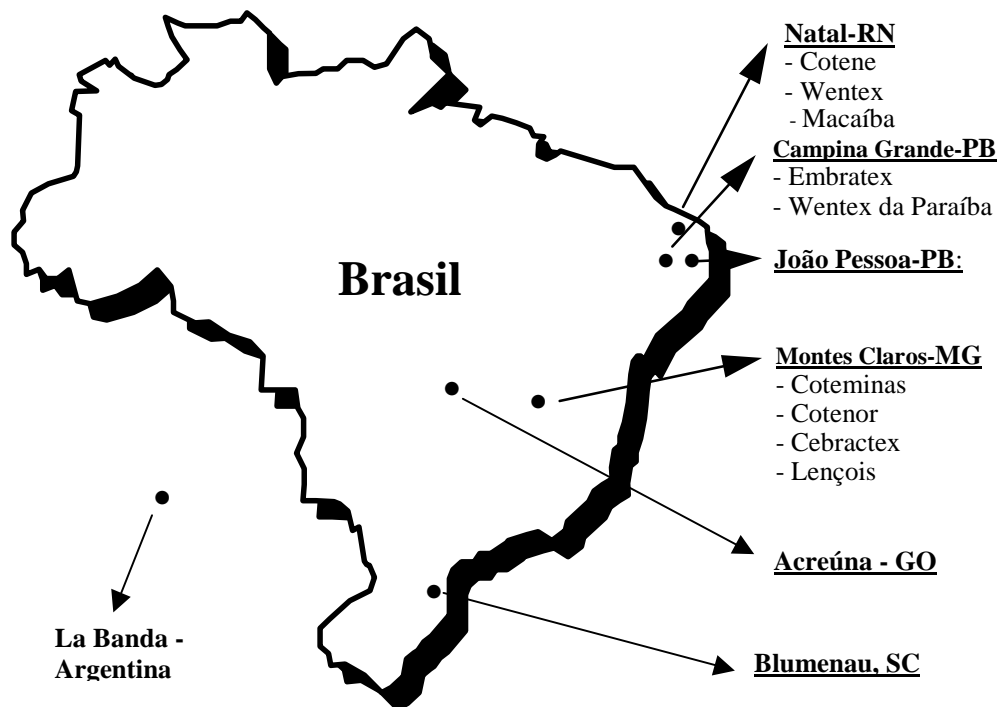 Natal-RN
- Cotene
- Wentex
- Macaíba
Campina Grande-PB
- Embratex
- Wentex da Paraíba
João Pessoa-PB:
Brasil
Montes Claros-MG
- Coteminas
- Cotenor
- Cebractex
- Lençois
Acreúna - GO
La Banda -
Argentina
Blumenau, SC